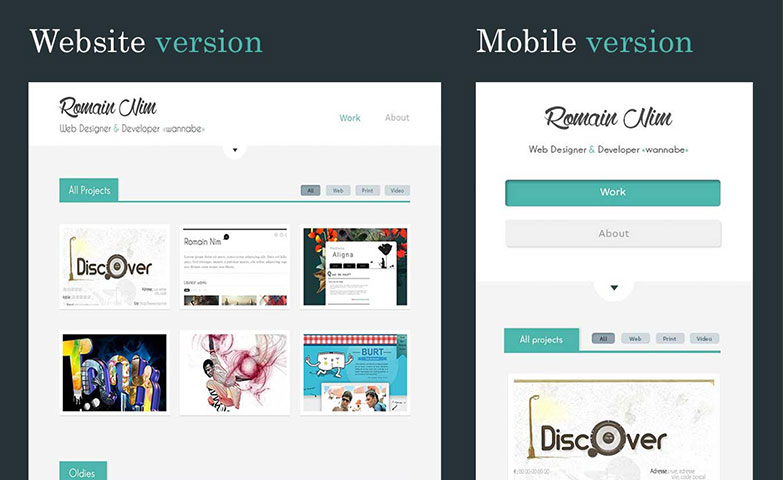 Website version
Mobile version
Romain Nim
Web Designer & Developer «wannabe»
Work
About
All Projects
All
Web
Print
Video
DiscOver
Romain Nim
Aligna
BURT
Oldies
Romain Nim
Web Designer & Developer «wannabe»
Work
About
All projects
All
Web
Print
Video
DiscOver
Adresse